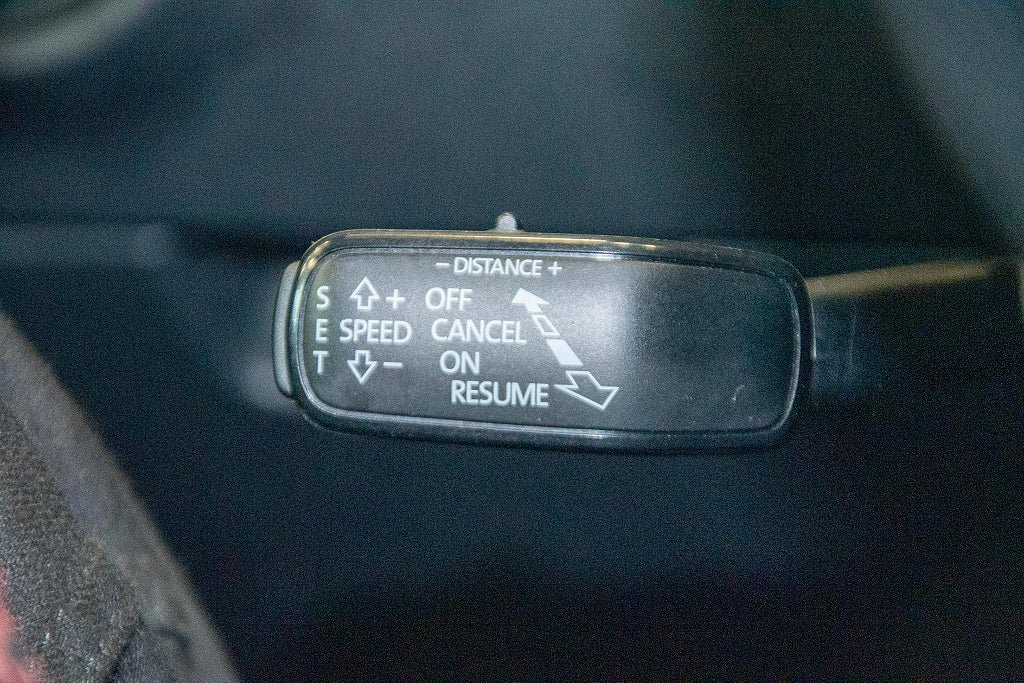 − DISTANCE +
S + OFF
E SPEED CANCEL
T − ON
RESUME